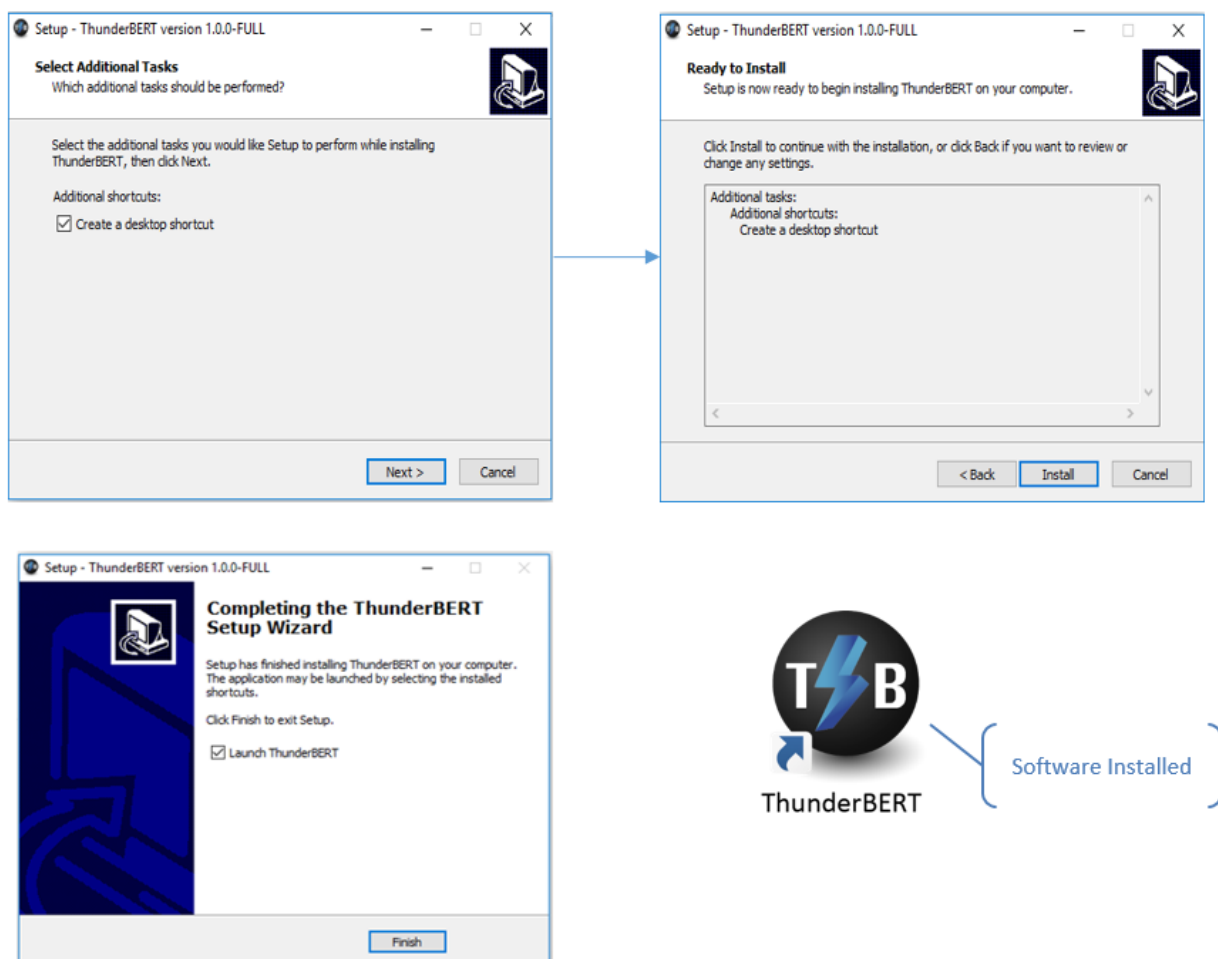 Setup - ThunderBERT version 1.0.0-FULL
Select Additional Tasks
Which additional tasks should be performed?
Select the additional tasks you would like Setup to perform while installing
ThunderBERT, then click Next.
Additional shortcuts:
Create a desktop shortcut
Next >
Cancel
Setup - ThunderBERT version 1.0.0-FULL
Ready to Install
Setup is now ready to begin installing ThunderBERT on your computer.
Click Install to continue with the installation, or click Back if you want to review or
change any settings.
Additional tasks:
Additional shortcuts:
Create a desktop shortcut
< Back
Install
Cancel
Setup - ThunderBERT version 1.0.0-FULL
Completing the ThunderBERT
Setup Wizard
Setup has finished installing ThunderBERT on your computer.
The application may be launched by selecting the installed
shortcuts.
Click Finish to exit Setup.
Launch ThunderBERT
Finish
T B
ThunderBERT
Software Installed